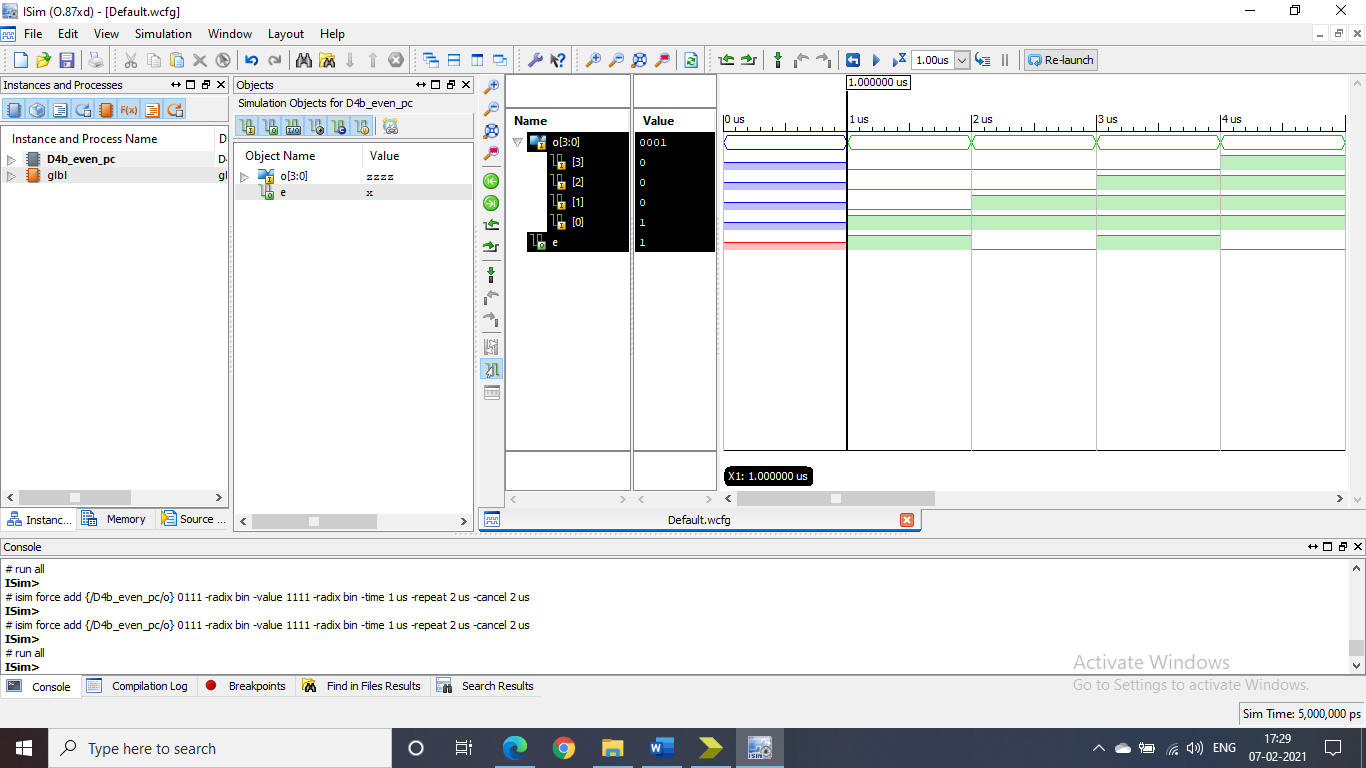 ISim (O.87xd) - [Default.wcfg]
File Edit View Simulation Window Layout Help
1.00us Re-launch
Instances and Processes
Instance and Process Name D
D4b_even_pc D
glbl gl
Instanc... Memory Source ...
Objects
Simulation Objects for D4b_even_pc
Object Name Value
o[3:0] zzzz
e x
1.000000 us
Name Value
0 us 1 us 2 us 3 us 4 us
o[3:0] 0001
[3] 0
[2] 0
[1] 0
[0] 1
e 1
X1: 1.000000 us
Default.wcfg
Console
# run all
ISim>
# isim force add {/D4b_even_pc/o} 0111 -radix bin -value 1111 -radix bin -time 1 us -repeat 2 us -cancel 2 us
ISim>
# isim force add {/D4b_even_pc/o} 0111 -radix bin -value 1111 -radix bin -time 1 us -repeat 2 us -cancel 2 us
ISim>
# run all
ISim>
Activate Windows
Go to Settings to activate Windows.
Console Compilation Log Breakpoints Find in Files Results Search Results
Sim Time: 5,000,000 ps
Type here to search
ENG
17:29
07-02-2021